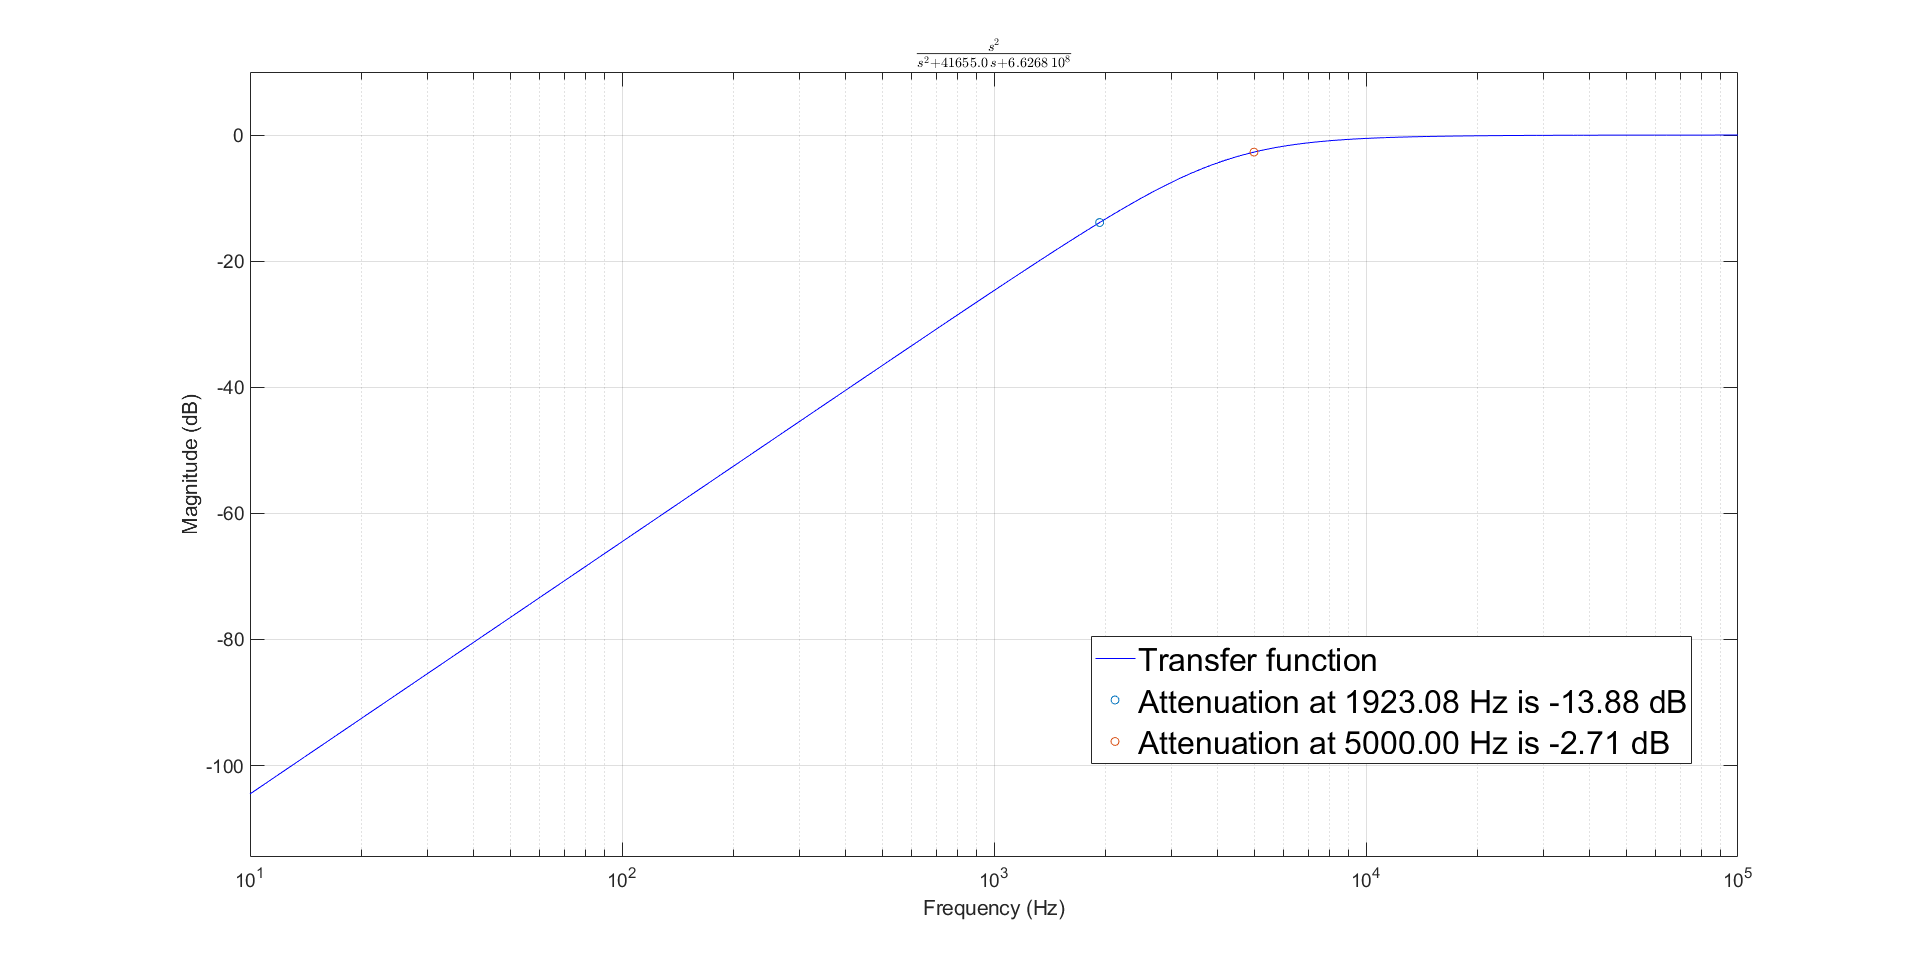 s²
s²+41655.0 s+6.6268 10⁸
0
-20
-40
-60
-80
-100
Magnitude (dB)
Transfer function
Attenuation at 1923.08 Hz is -13.88 dB
Attenuation at 5000.00 Hz is -2.71 dB
10¹ 10² 10³ 10⁴ 10⁵
Frequency (Hz)